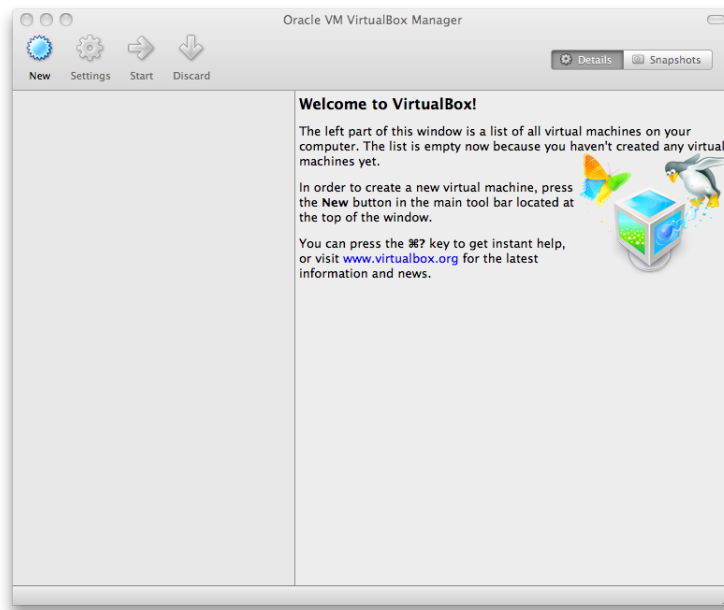 Oracle VM VirtualBox Manager
New Settings Start Discard
Details Snapshots
Welcome to VirtualBox!
The left part of this window is a list of all virtual machines on your
computer. The list is empty now because you haven't created any virtual
machines yet.
In order to create a new virtual machine, press
the New button in the main tool bar located at
the top of the window.
You can press the ⌘? key to get instant help,
or visit www.virtualbox.org for the latest
information and news.